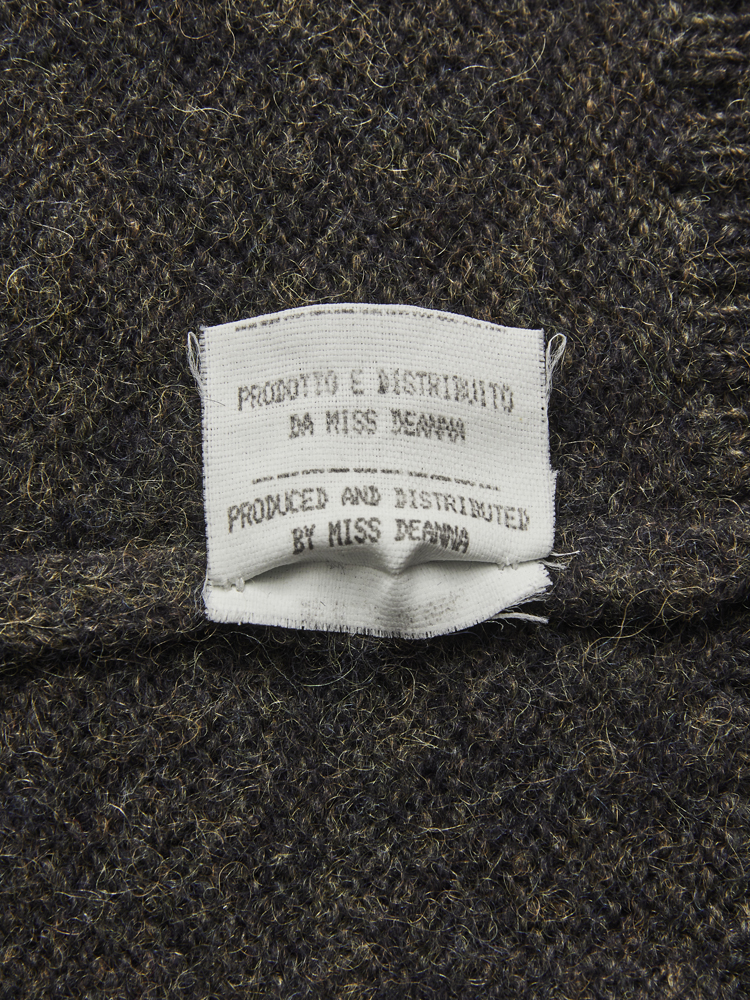 PRODOTTO E DISTRIBUITO
DA MISS DEANNA
PRODUCED AND DISTRIBUTED
BY MISS DEANNA